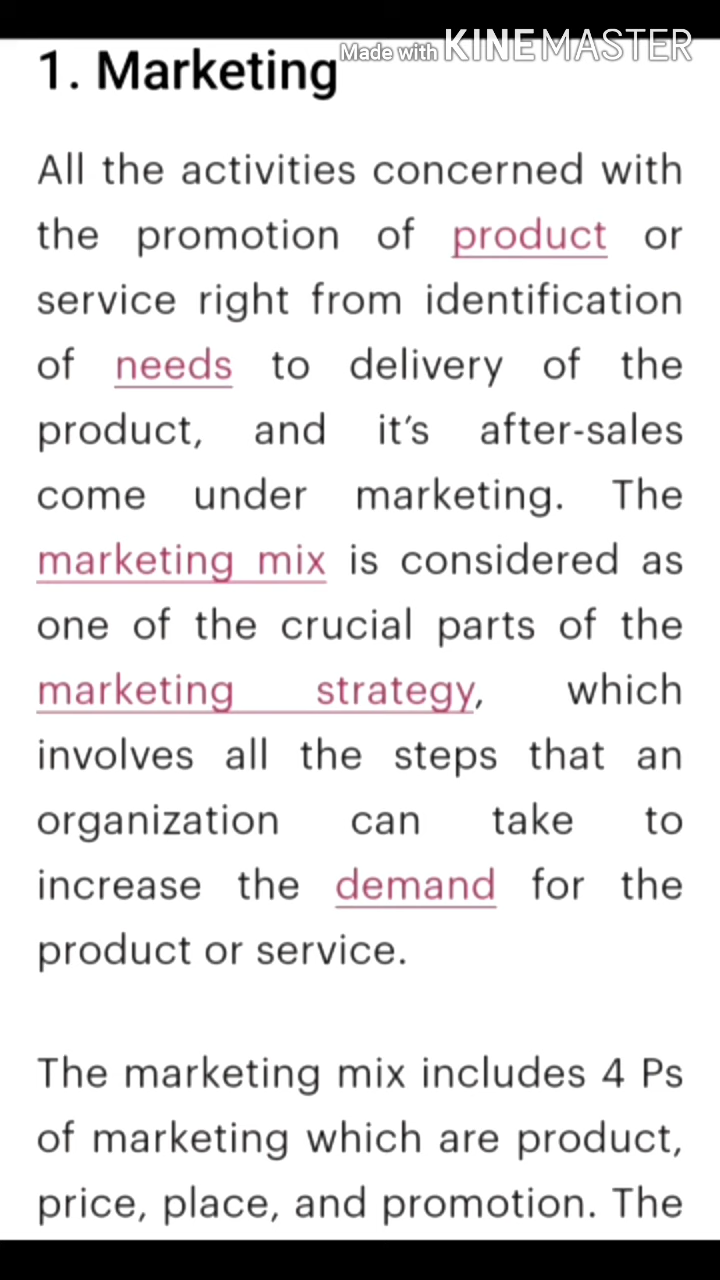 Made with KINEMASTER
1. Marketing
All the activities concerned with
the promotion of product or
service right from identification
of needs to delivery of the
product, and it’s after-sales
come under marketing. The
marketing mix is considered as
one of the crucial parts of the
marketing strategy, which
involves all the steps that an
organization can take to
increase the demand for the
product or service.
The marketing mix includes 4 Ps
of marketing which are product,
price, place, and promotion. The